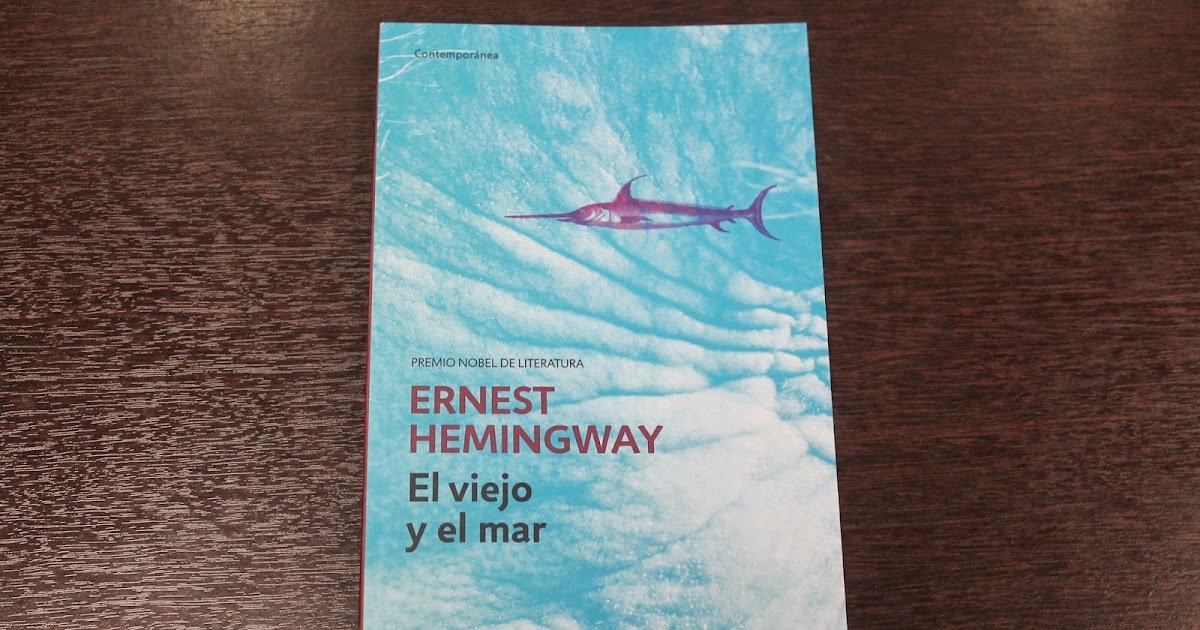 Contemporánea
PREMIO NOBEL DE LITERATURA
ERNEST
HEMINGWAY
El viejo
y el mar